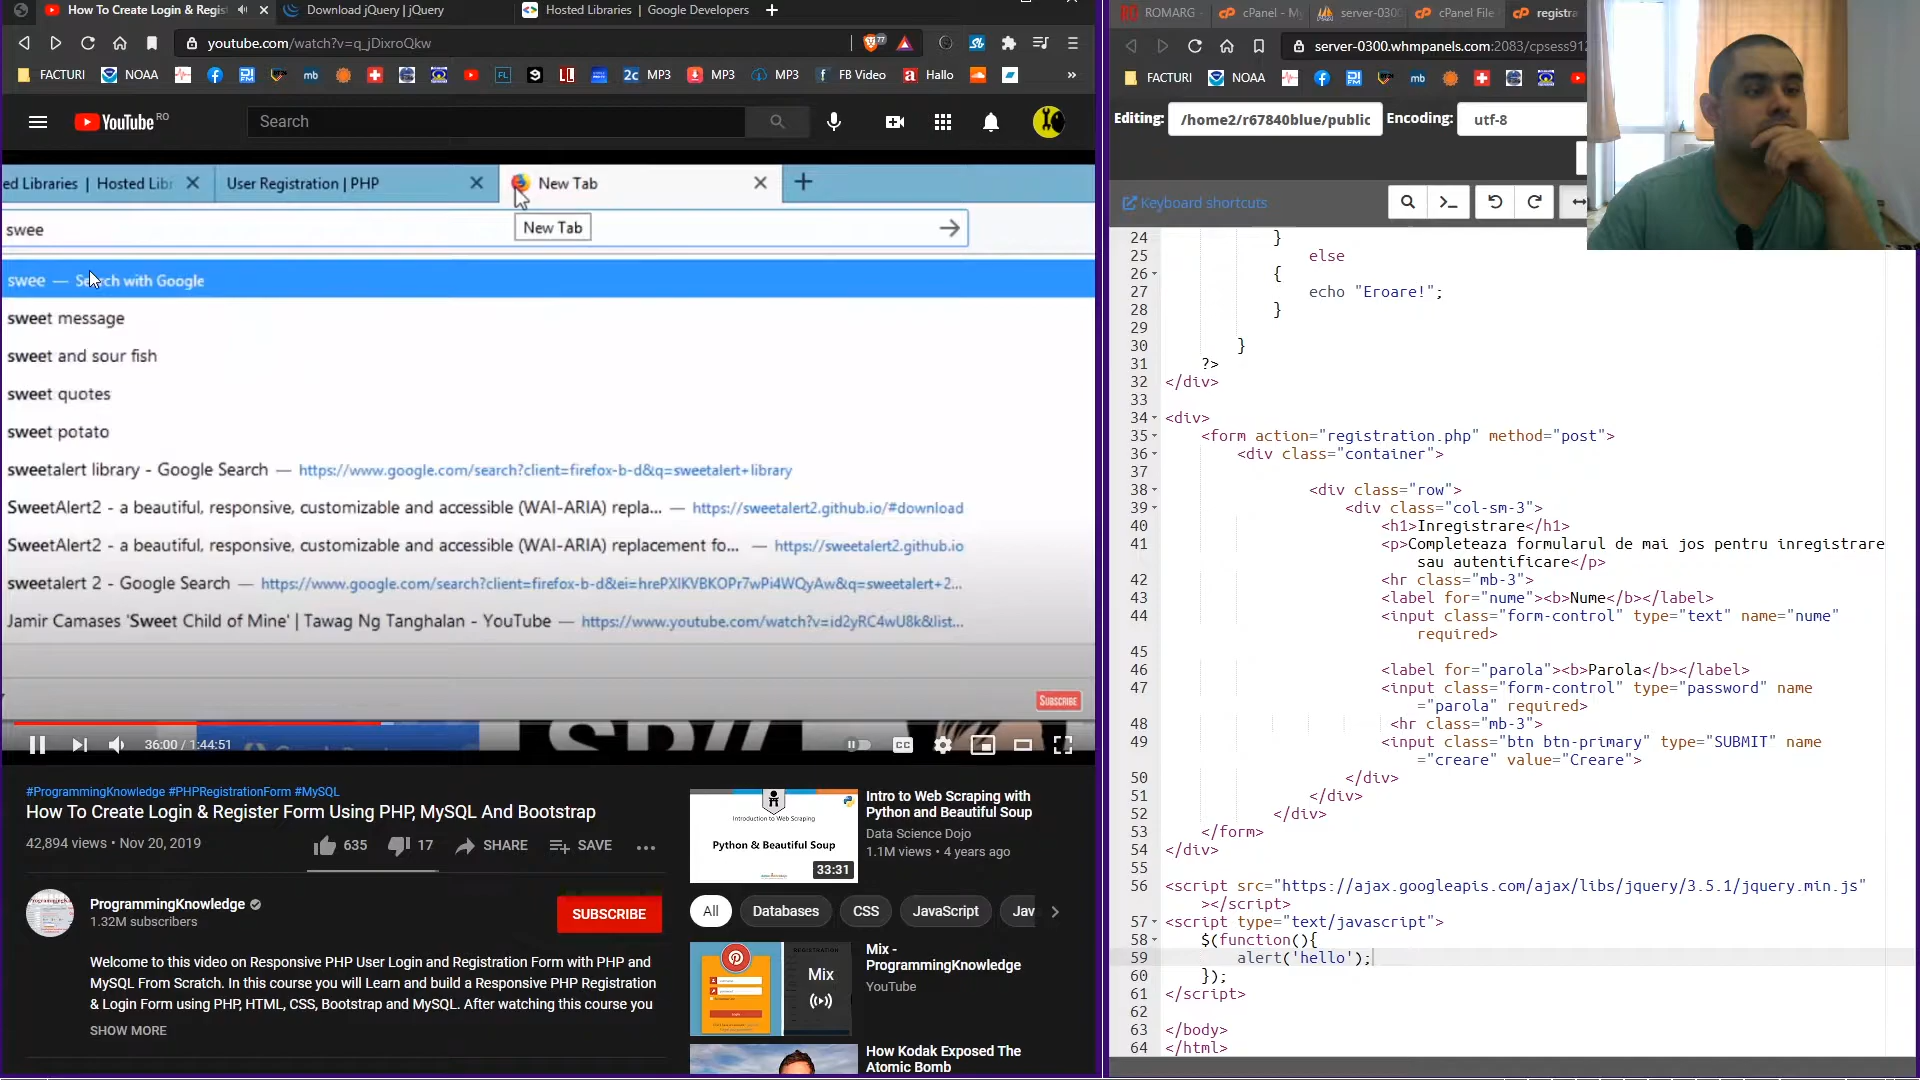 How To Create Login & Regis
Download jQuery | jQuery
Hosted Libraries | Google Developers
youtube.com/watch?v=q_jDixroQkw
77
FACTURI
NOAA
mb
FL
2c MP3
MP3
MP3
FB Video
Hallo
YouTube RO
Search
ed Libraries | Hosted Libr
User Registration | PHP
New Tab
swee
New Tab
swee — Search with Google
sweet message
sweet and sour fish
sweet quotes
sweet potato
sweetalert library - Google Search — https://www.google.com/search?client=firefox-b-d&q=sweetalert+library
SweetAlert2 - a beautiful, responsive, customizable and accessible (WAI-ARIA) repla... — https://sweetalert2.github.io/#download
SweetAlert2 - a beautiful, responsive, customizable and accessible (WAI-ARIA) replacement fo... — https://sweetalert2.github.io
sweetalert 2 - Google Search — https://www.google.com/search?client=firefox-b-d&ei=hrePXIKVBKOPr7wPi4WQyAw&q=sweetalert+2...
Jamir Camases 'Sweet Child of Mine' | Tawag Ng Tanghalan - YouTube — https://www.youtube.com/watch?v=id2yRC4wU8k&list...
SUBSCRIBE
36:00 / 1:44:51
CC
#ProgrammingKnowledge #PHPRegistrationForm #MySQL
How To Create Login & Register Form Using PHP, MySQL And Bootstrap
42,894 views • Nov 20, 2019
635
17
SHARE
SAVE
ProgrammingKnowledge
1.32M subscribers
SUBSCRIBE
Welcome to this video on Responsive PHP User Login and Registration Form with PHP and
MySQL From Scratch. In this course you will Learn and build a Responsive PHP Registration
& Login Form using PHP, HTML, CSS, Bootstrap and MySQL. After watching this course you
SHOW MORE
Introduction to Web Scraping
Python & Beautiful Soup
33:31
Intro to Web Scraping with
Python and Beautiful Soup
Data Science Dojo
1.1M views • 4 years ago
All
Databases
CSS
JavaScript
Jav
Mix
Mix -
ProgrammingKnowledge
YouTube
How Kodak Exposed The
Atomic Bomb
ROMARG
cPanel - My
server-0300
cPanel File
registra
server-0300.whmpanels.com:2083/cpsess912
FACTURI
NOAA
mb
Editing:
/home2/r67840blue/public
Encoding:
utf-8
Keyboard shortcuts
24 }
25 else
26 {
27 echo "Eroare!";
28 }
29
30 }
31 ?>
32 </div>
33
34 <div>
35 <form action="registration.php" method="post">
36 <div class="container">
37
38 <div class="row">
39 <div class="col-sm-3">
40 <h1>Inregistrare</h1>
41 <p>Completeaza formularul de mai jos pentru inregistrare
sau autentificare</p>
42 <hr class="mb-3">
43 <label for="nume"><b>Nume</b></label>
44 <input class="form-control" type="text" name="nume"
required>
45
46 <label for="parola"><b>Parola</b></label>
47 <input class="form-control" type="password" name
="parola" required>
48 <hr class="mb-3">
49 <input class="btn btn-primary" type="SUBMIT" name
="creare" value="Creare">
50 </div>
51 </div>
52 </div>
53 </form>
54 </div>
55
56 <script src="https://ajax.googleapis.com/ajax/libs/jquery/3.5.1/jquery.min.js"
></script>
57 <script type="text/javascript">
58 $(function(){
59 alert('hello');
60 });
61 </script>
62
63 </body>
64 </html>